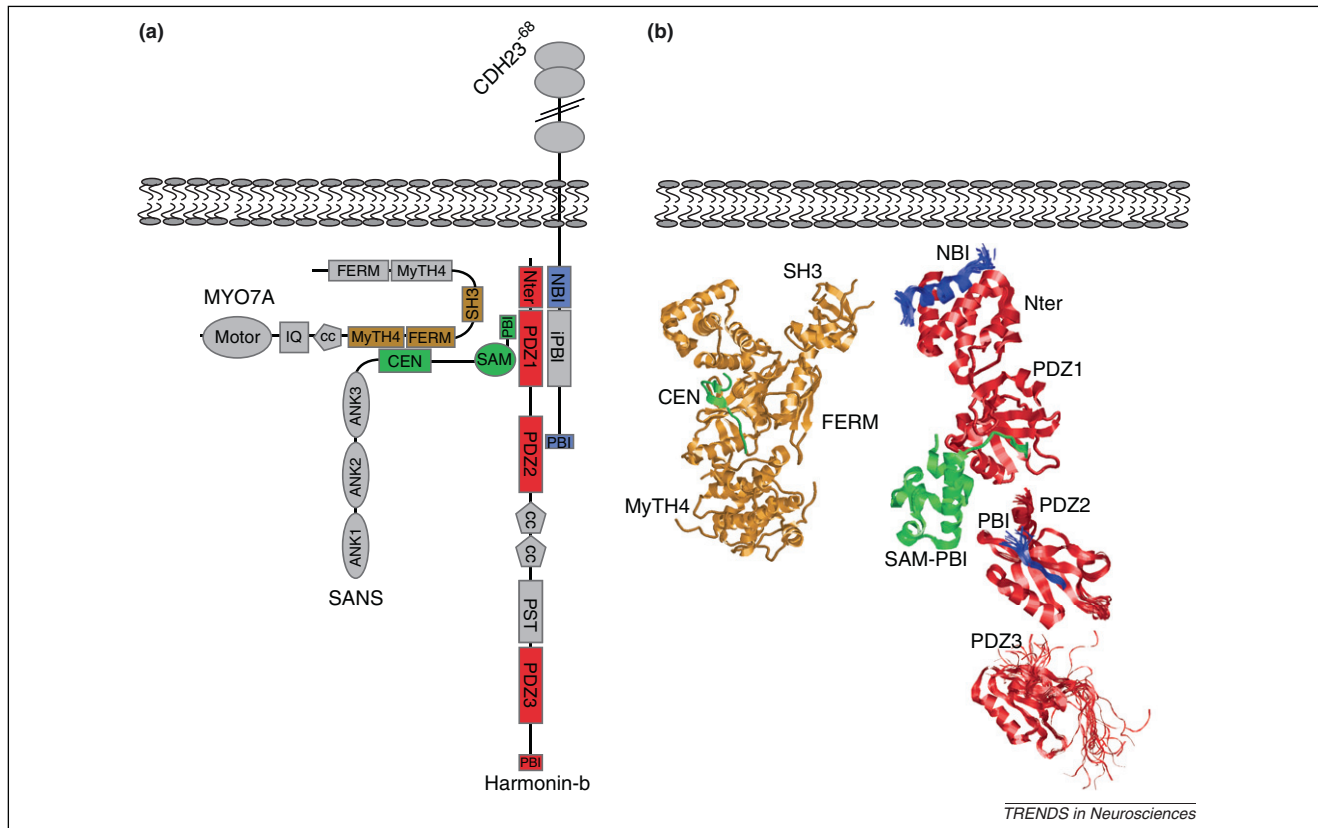 (a)
CDH23-68
FERM
MyTH4
SH3
MYO7A
Motor
IQ
cc
MyTH4
FERM
CEN
SAM
PBI
ANK3
ANK2
ANK1
SANS
Nter
PDZ1
PDZ2
cc
cc
PST
PDZ3
PBI
Harmonin-b
NBI
iPBI
PBI
(b)
SH3
CEN
FERM
MyTH4
NBI
Nter
PDZ1
SAM-PBI
PBI
PDZ2
PDZ3
TRENDS in Neurosciences